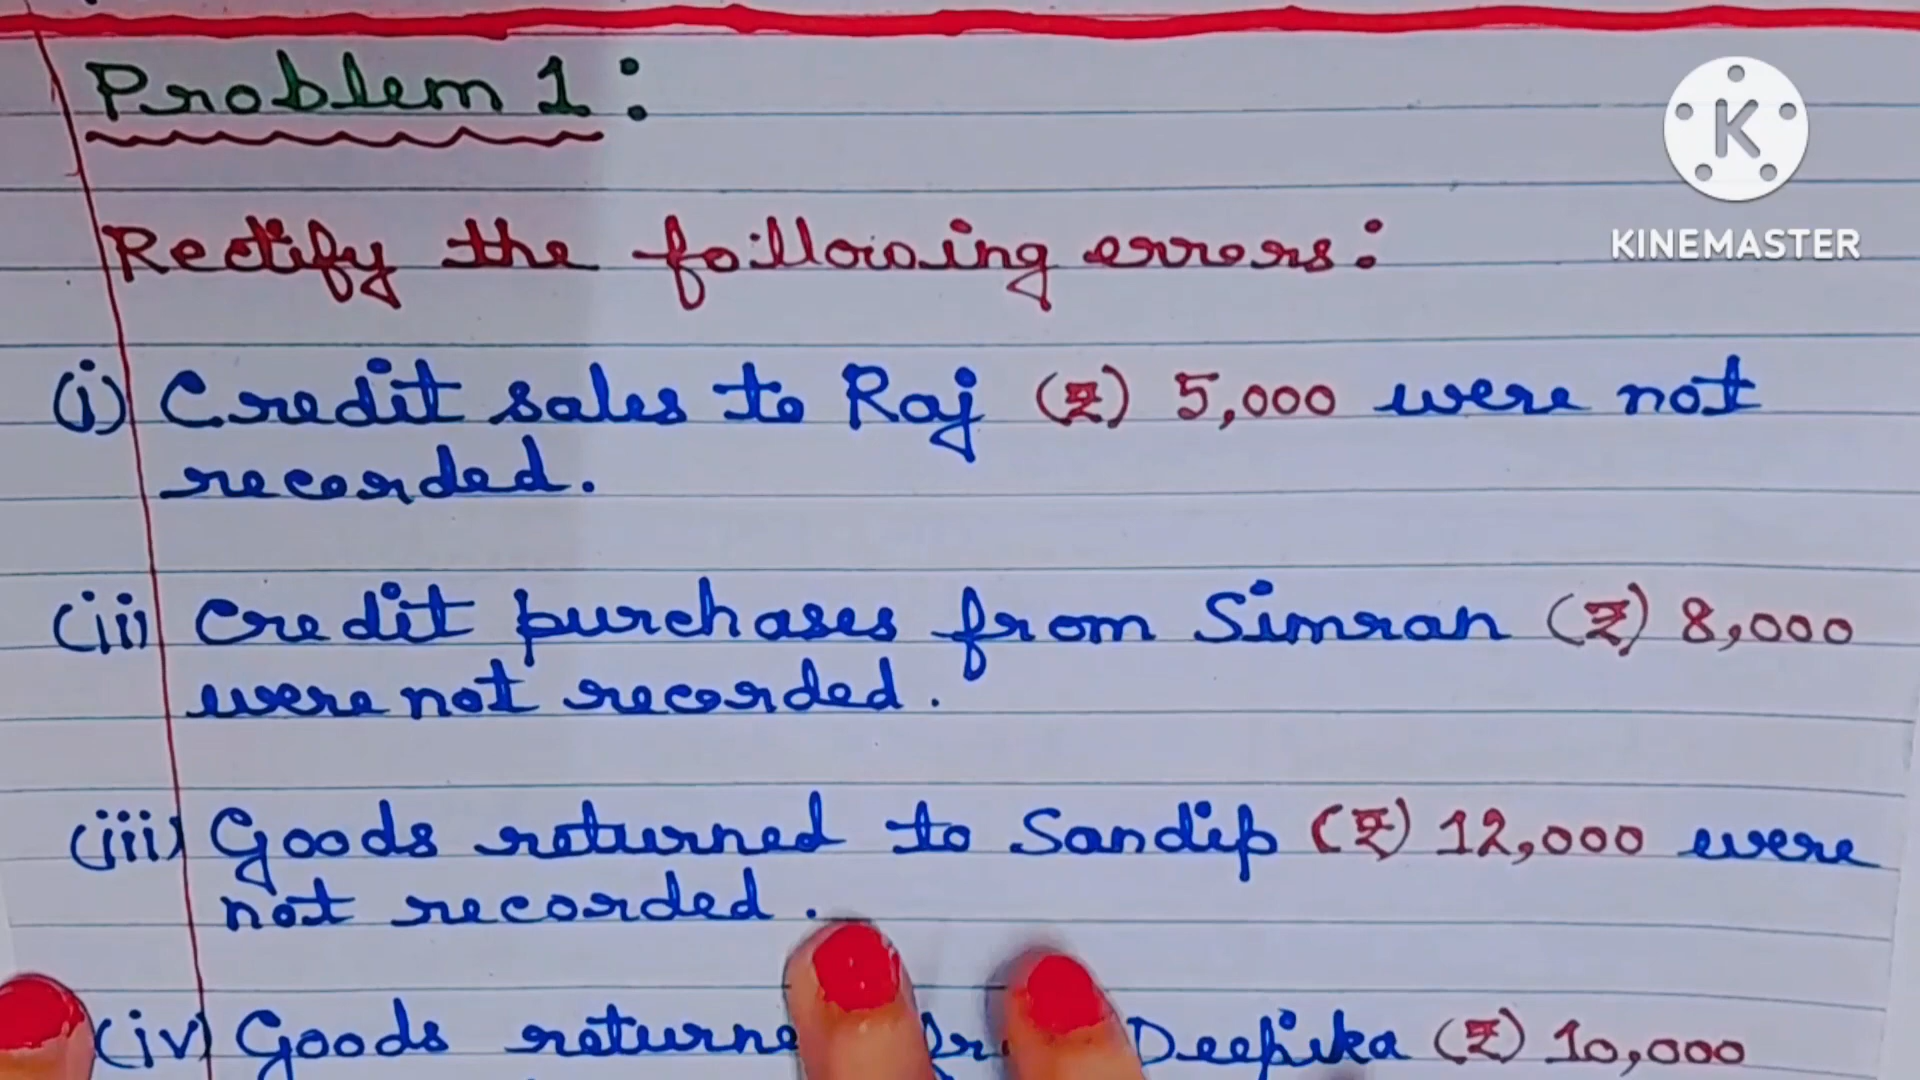 Problem 1:
KINEMASTER
Rectify the foillowing errors:
(i) Credit sales to Raj (₹) 5,000 were not
recorded.
(ii) Credit purchases from Simran (₹) 8,000
were not recorded.
(iii) Goods returned to Sandip (₹) 12,000 were
not recorded.
(iv) Goods Deepika (₹) 10,000